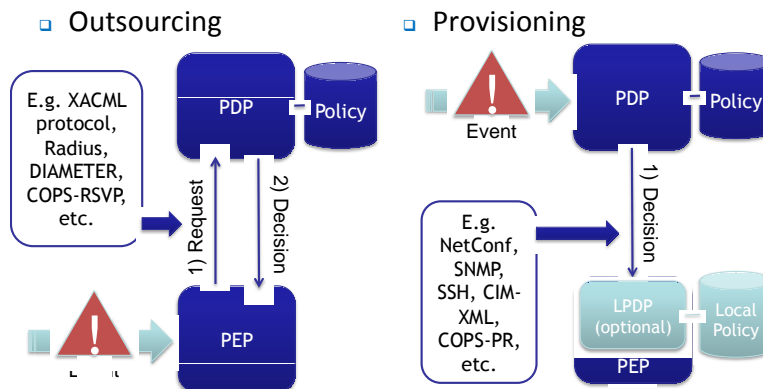 Outsourcing
E.g. XACML
protocol,
Radius,
DIAMETER,
COPS-RSVP,
etc.
PDP
Policy
1) Request
2) Decision
PEP
Provisioning
Event
PDP
Policy
1) Decision
E.g.
NetConf,
SNMP,
SSH, CIM-
XML,
COPS-PR,
etc.
LPDP
(optional)
Local
Policy
PEP